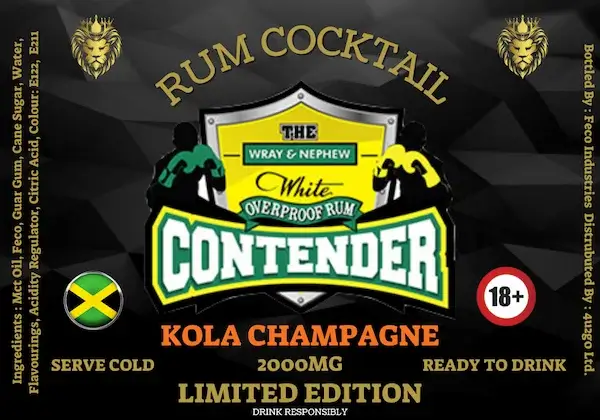 RUM COCKTAIL
THE
WRAY & NEPHEW
White
OVERPROOF RUM
CONTENDER
18+
KOLA CHAMPAGNE
SERVE COLD
2000MG
READY TO DRINK
LIMITED EDITION
DRINK RESPONSIBLY
Ingredients : Mct Oil, Feco, Guar Gum, Cane Sugar, Water,
Flavourings, Acidity Regulator, Citric Acid, Colour: E122, E211
Bottled By : Feco Industries Distrubuted By : 4u2go Ltd.